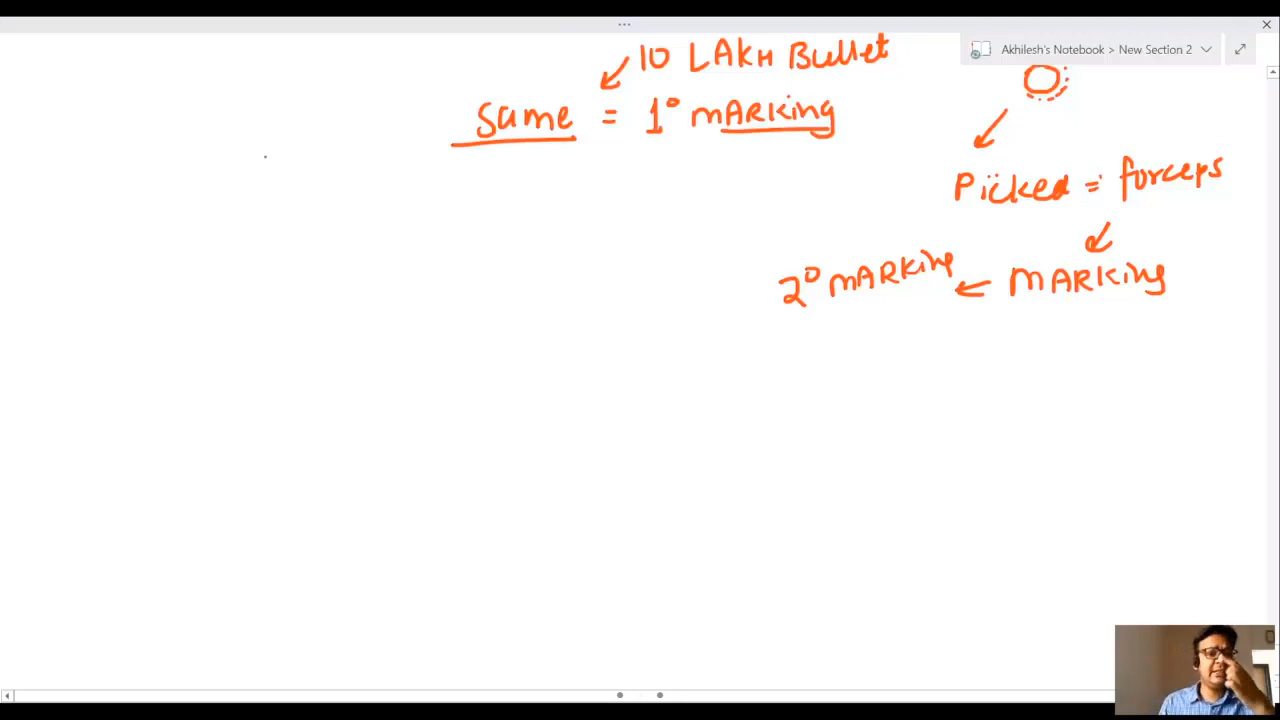 Akhilesh's Notebook > New Section 2
10 LAKH Bullet
Same = 1° MARKing
Picked = forceps
2° MARKing ← MARKing